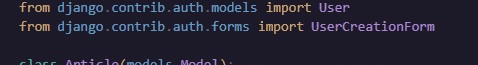 from django.contrib.auth.models import User
from django.contrib.auth.forms import UserCreationForm
class Article(models.Model):